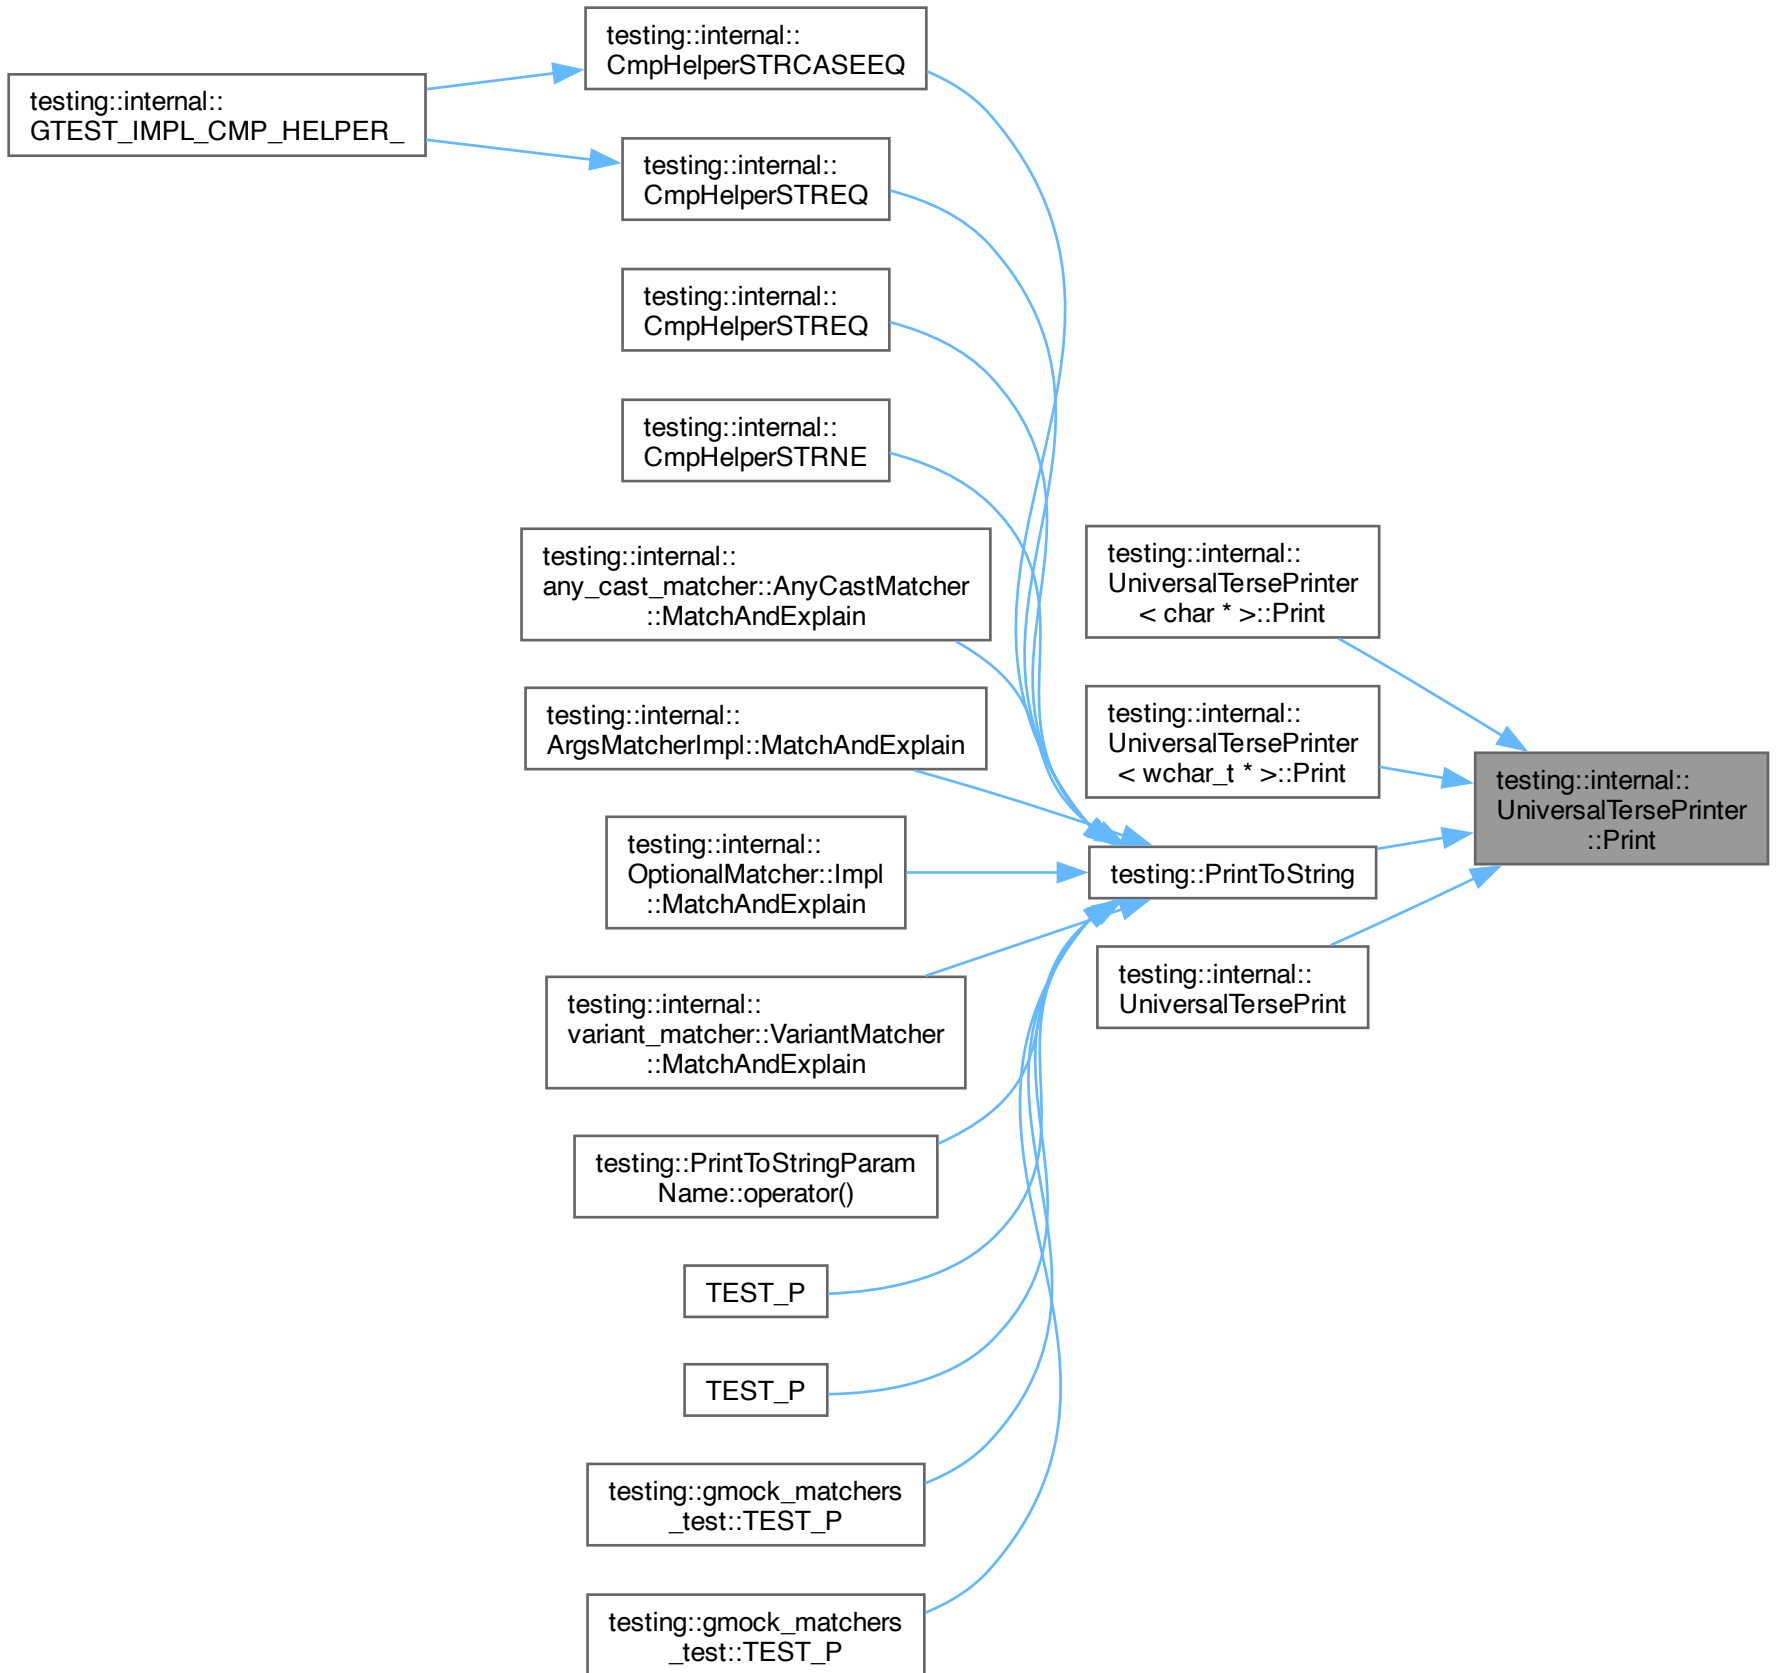 testing::internal::
CmpHelperSTRCASEEQ
testing::internal::
GTEST_IMPL_CMP_HELPER_
testing::internal::
CmpHelperSTREQ
testing::internal::
CmpHelperSTREQ
testing::internal::
CmpHelperSTRNE
testing::internal::
any_cast_matcher::AnyCastMatcher
::MatchAndExplain
testing::internal::
UniversalTersePrinter
< char * >::Print
testing::internal::
ArgsMatcherImpl::MatchAndExplain
testing::internal::
UniversalTersePrinter
< wchar_t * >::Print
testing::internal::
UniversalTersePrinter
::Print
testing::internal::
OptionalMatcher::Impl
::MatchAndExplain
testing::PrintToString
testing::internal::
UniversalTersePrint
testing::internal::
variant_matcher::VariantMatcher
::MatchAndExplain
testing::PrintToStringParam
Name::operator()
TEST_P
TEST_P
testing::gmock_matchers
_test::TEST_P
testing::gmock_matchers
_test::TEST_P